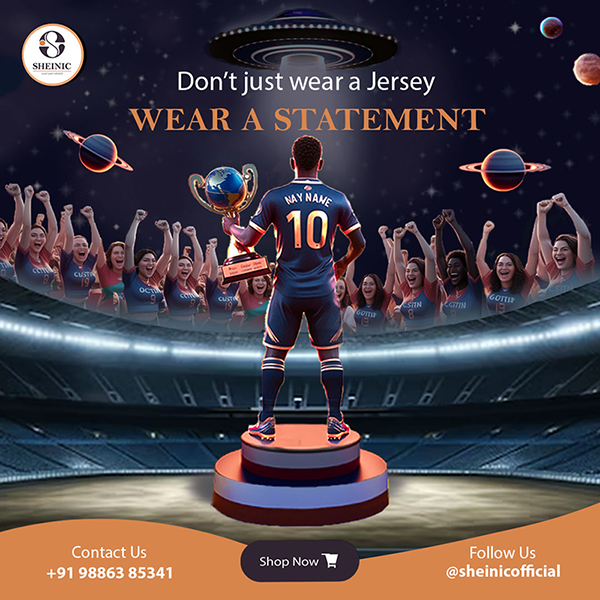 SHEINIC
Don't just wear a Jersey
WEAR A STATEMENT
NAY NAME
10
Contact Us
+91 98863 85341
Shop Now
Follow Us
@sheinicofficial